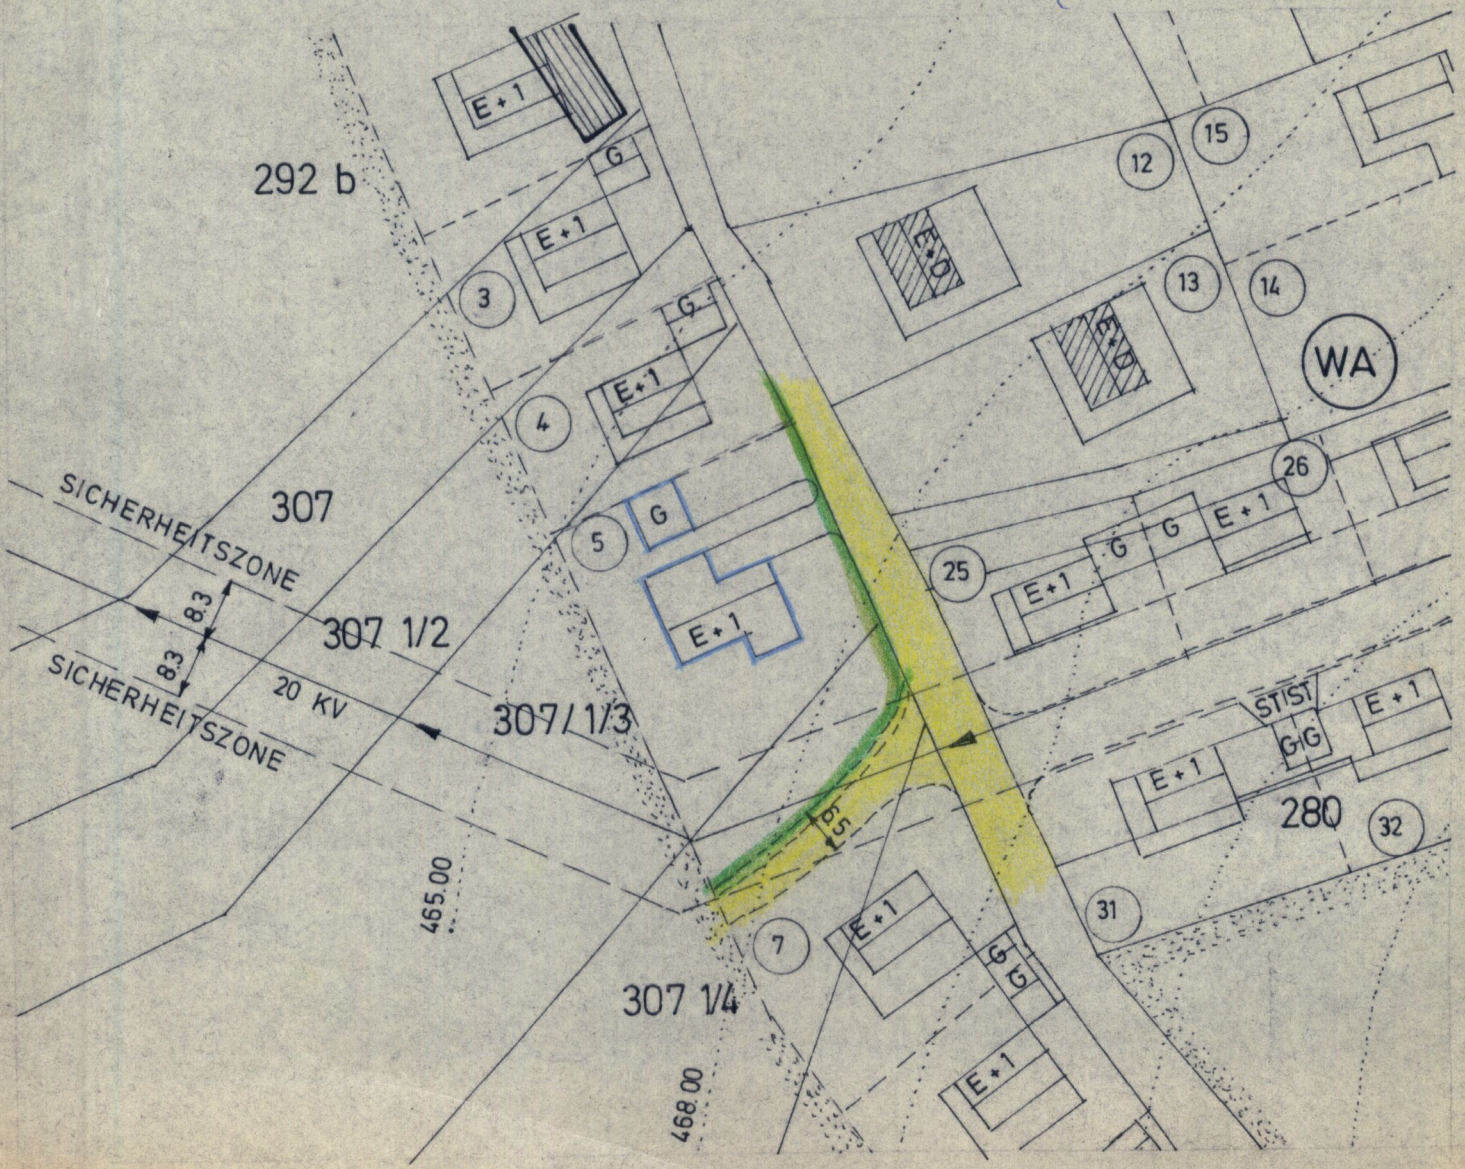 E+1
292 b
G
E+1
3
G
E+1
4
12
15
E+D
13
14
E+D
WA
26
SICHERHEITSZONE
307
5
G
E+1
G
G
E+1
25
E+1
8.3
307 1/2
8.3
SICHERHEITSZONE
20 KV
307/1/3
ST/ST
G G
E+1
E+1
280
32
6.5
465.00
31
7
E+1
G
G
307 1/4
468.00
E+1